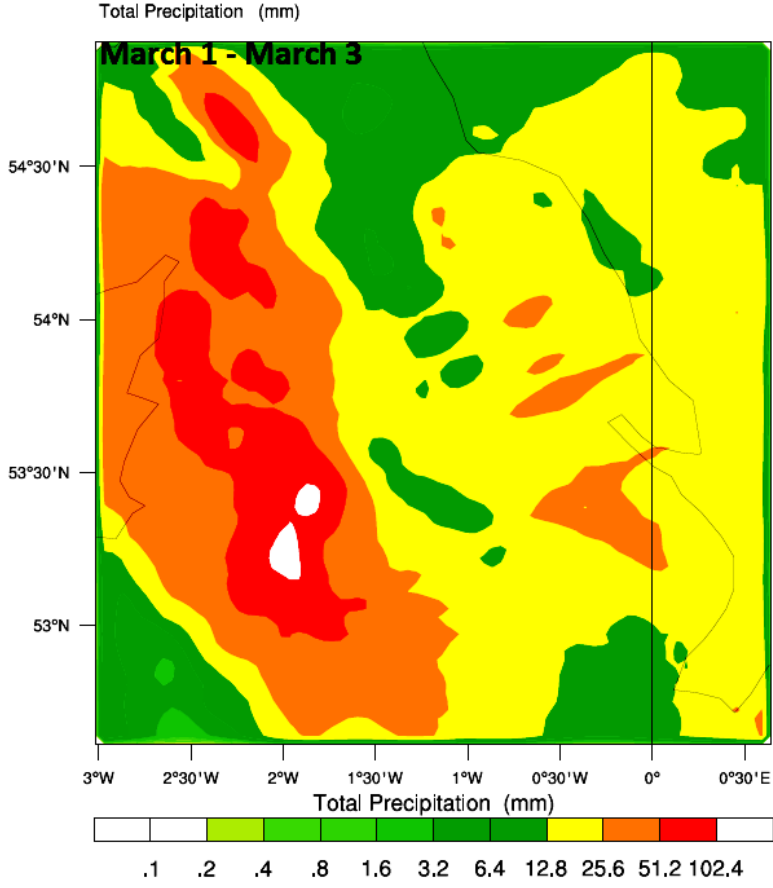 Total Precipitation (mm)
March 1 - March 3
54°30'N
54°N
53°30'N
53°N
3°W 2°30'W 2°W 1°30'W 1°W 0°30'W 0° 0°30'E
Total Precipitation (mm)
.1 .2 .4 .8 1.6 3.2 6.4 12.8 25.6 51.2 102.4